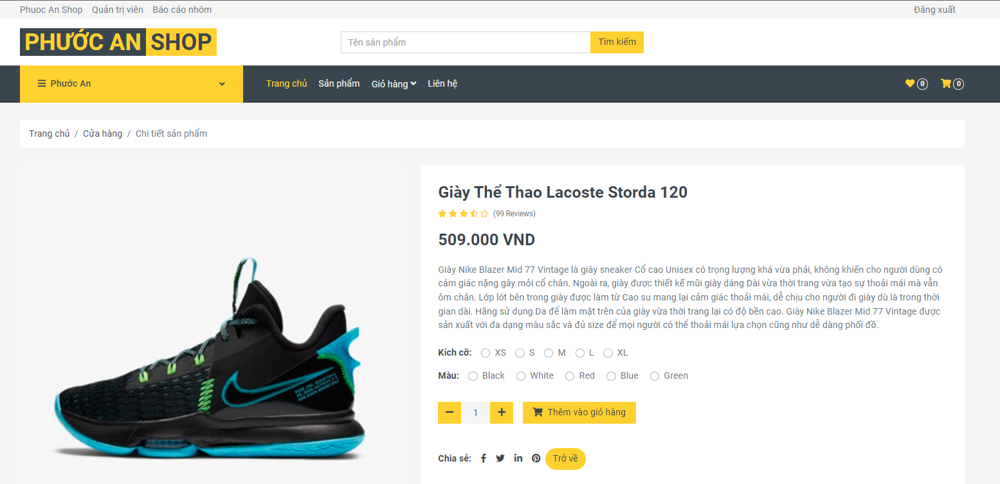 Phuoc An Shop Quản trị viên Báo cáo nhóm Đăng xuất
PHƯỚC AN SHOP
Tên sản phẩm Tìm kiếm
Phước An Trang chủ Sản phẩm Giỏ hàng Liên hệ 0 0
Trang chủ / Cửa hàng / Chi tiết sản phẩm
Giày Thể Thao Lacoste Storda 120
(99 Reviews)
509.000 VND
Giày Nike Blazer Mid 77 Vintage là giày sneaker Cổ cao Unisex có trọng lượng khá vừa phải, không khiến cho người dùng có
cảm giác nặng gây mỏi cổ chân. Ngoài ra, giày được thiết kế mũi giày dáng Dài vừa thời trang vừa tạo sự thoải mái mà vẫn
ôm chân. Lớp lót bên trong giày được làm từ Cao su mang lại cảm giác thoải mái, dễ chịu cho người đi giày dù là trong thời
gian dài. Hãng sử dụng Da để làm mặt trên của giày vừa thời trang lại có độ bền cao. Giày Nike Blazer Mid 77 Vintage được
sản xuất với đa dạng màu sắc và đủ size để mọi người có thể thoải mái lựa chọn cũng như dễ dàng phối đồ.
Kích cỡ: XS S M L XL
Màu: Black White Red Blue Green
1 Thêm vào giỏ hàng
Chia sẻ: Trở về